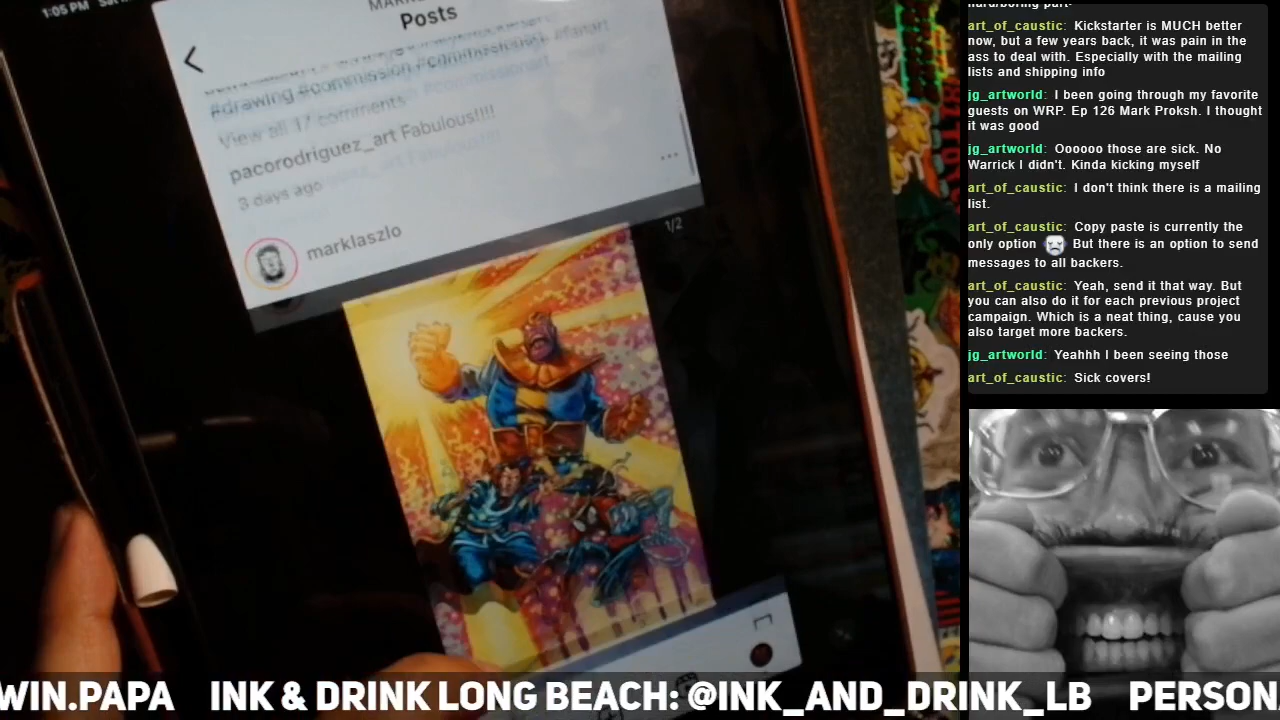 1:05 PM
Posts
#drawing #commission
#fanart
View all 17 comments
pacorodriguez_art Fabulous!!!!
3 days ago
marklaszlo
1/2
art_of_caustic: Kickstarter is MUCH better
now, but a few years back, it was pain in the
ass to deal with. Especially with the mailing
lists and shipping info
jg_artworld: I been going through my favorite
guests on WRP. Ep 126 Mark Proksh. I thought
it was good
jg_artworld: Oooooo those are sick. No
Warrick I didn't. Kinda kicking myself
art_of_caustic: I don't think there is a mailing
list.
art_of_caustic: Copy paste is currently the
only option But there is an option to send
messages to all backers.
art_of_caustic: Yeah, send it that way. But
you can also do it for each previous project
campaign. Which is a neat thing, cause you
also target more backers.
jg_artworld: Yeahhh I been seeing those
art_of_caustic: Sick covers!
WIN.PAPA INK & DRINK LONG BEACH: @INK_AND_DRINK_LB PERSONA